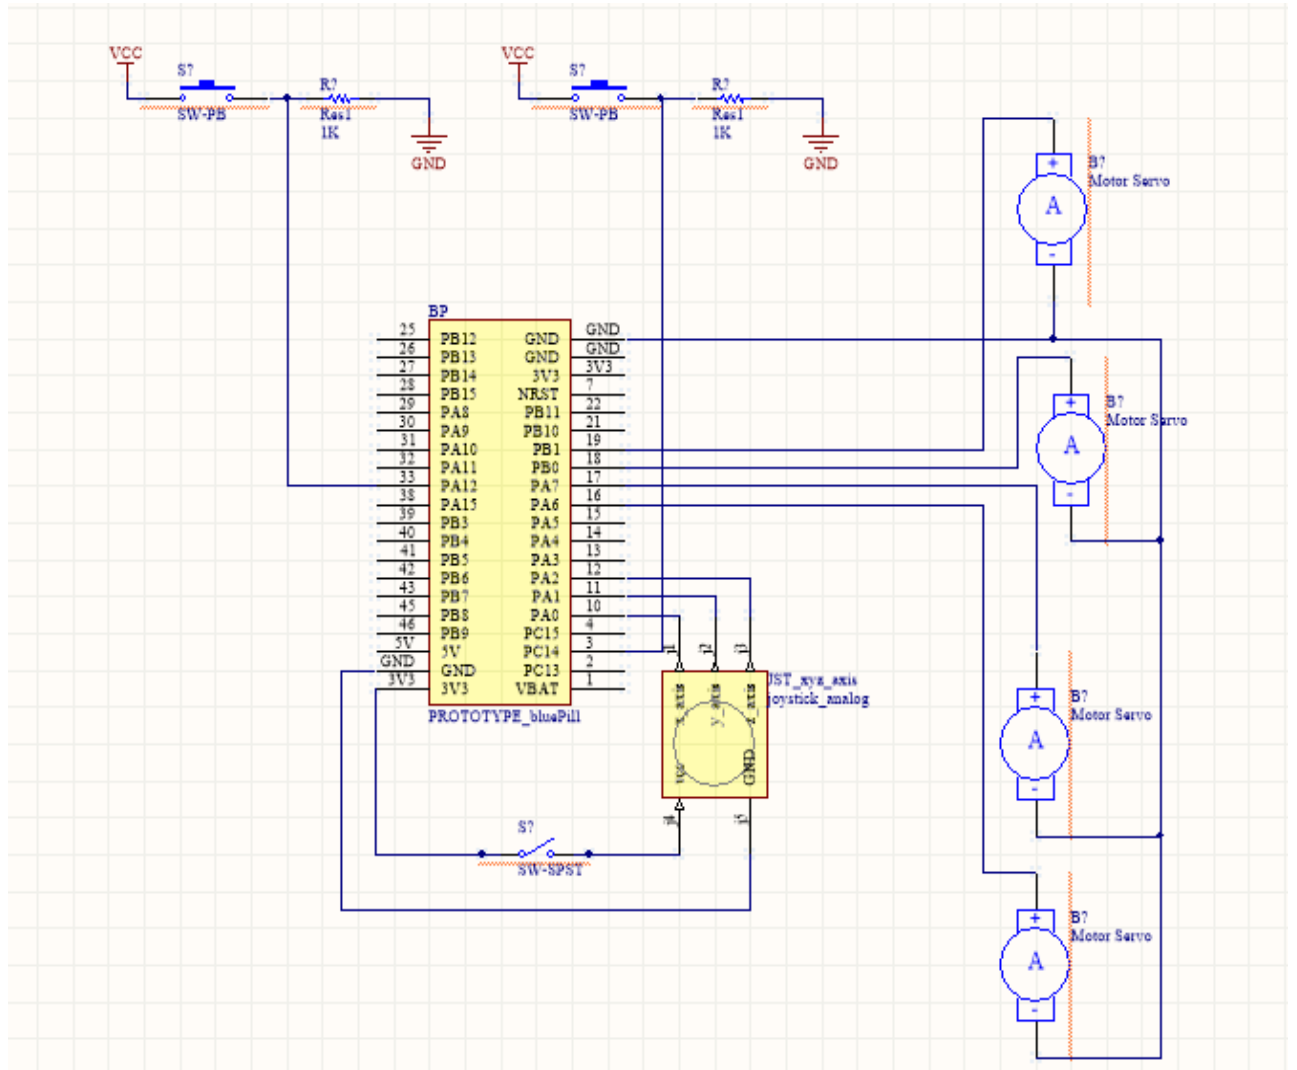 VCC
S?
SW-PB
R?
Res1
1K
GND
VCC
S?
SW-PB
R?
Res1
1K
GND
+
A
-
B?
Motor Servo
BP
25 PB12 GND GND
26 PB13 GND GND
27 PB14 3V3 3V3
28 PB15 NRST 7
29 PA8 PB11 22
30 PA9 PB10 21
31 PA10 PB1 19
32 PA11 PB0 18
33 PA12 PA7 17
38 PA15 PA6 16
39 PB3 PA5 15
40 PB4 PA4 14
41 PB5 PA3 13
42 PB6 PA2 12
43 PB7 PA1 11
45 PB8 PA0 10
46 PB9 PC15 4
5V 5V PC14 3
GND GND PC13 2
3V3 3V3 VBAT 1
PROTOTYPE_bluePill
+
A
-
B?
Motor Servo
j1 j2 j3
x_axis y_axis z_axis
GND
j4 j5
joystick_analog
S?
SW-SPST
+
A
-
B?
Motor Servo
+
A
-
B?
Motor Servo